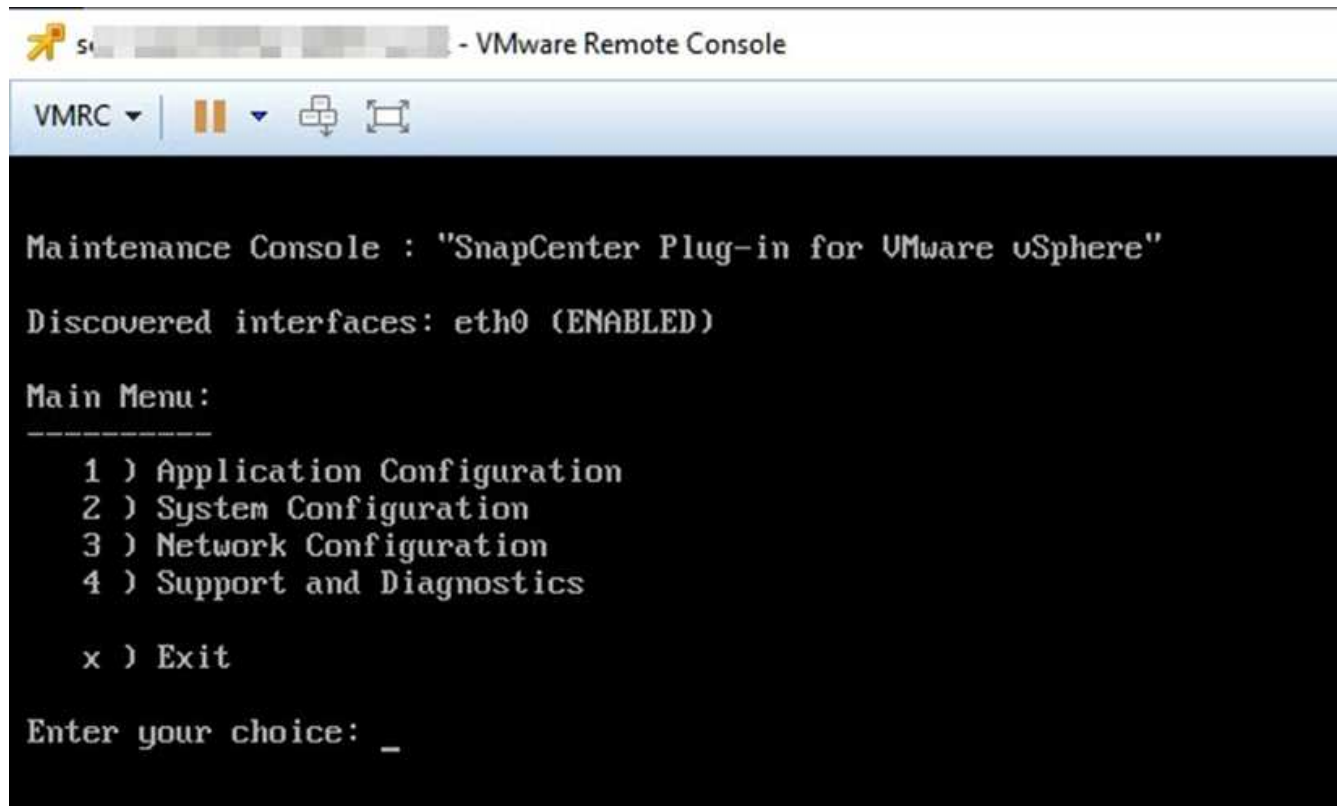 - VMware Remote Console
VMRC
Maintenance Console : "SnapCenter Plug-in for VMware vSphere"
Discovered interfaces: eth0 (ENABLED)
Main Menu:
----------
1 ) Application Configuration
2 ) System Configuration
3 ) Network Configuration
4 ) Support and Diagnostics
x ) Exit
Enter your choice: _